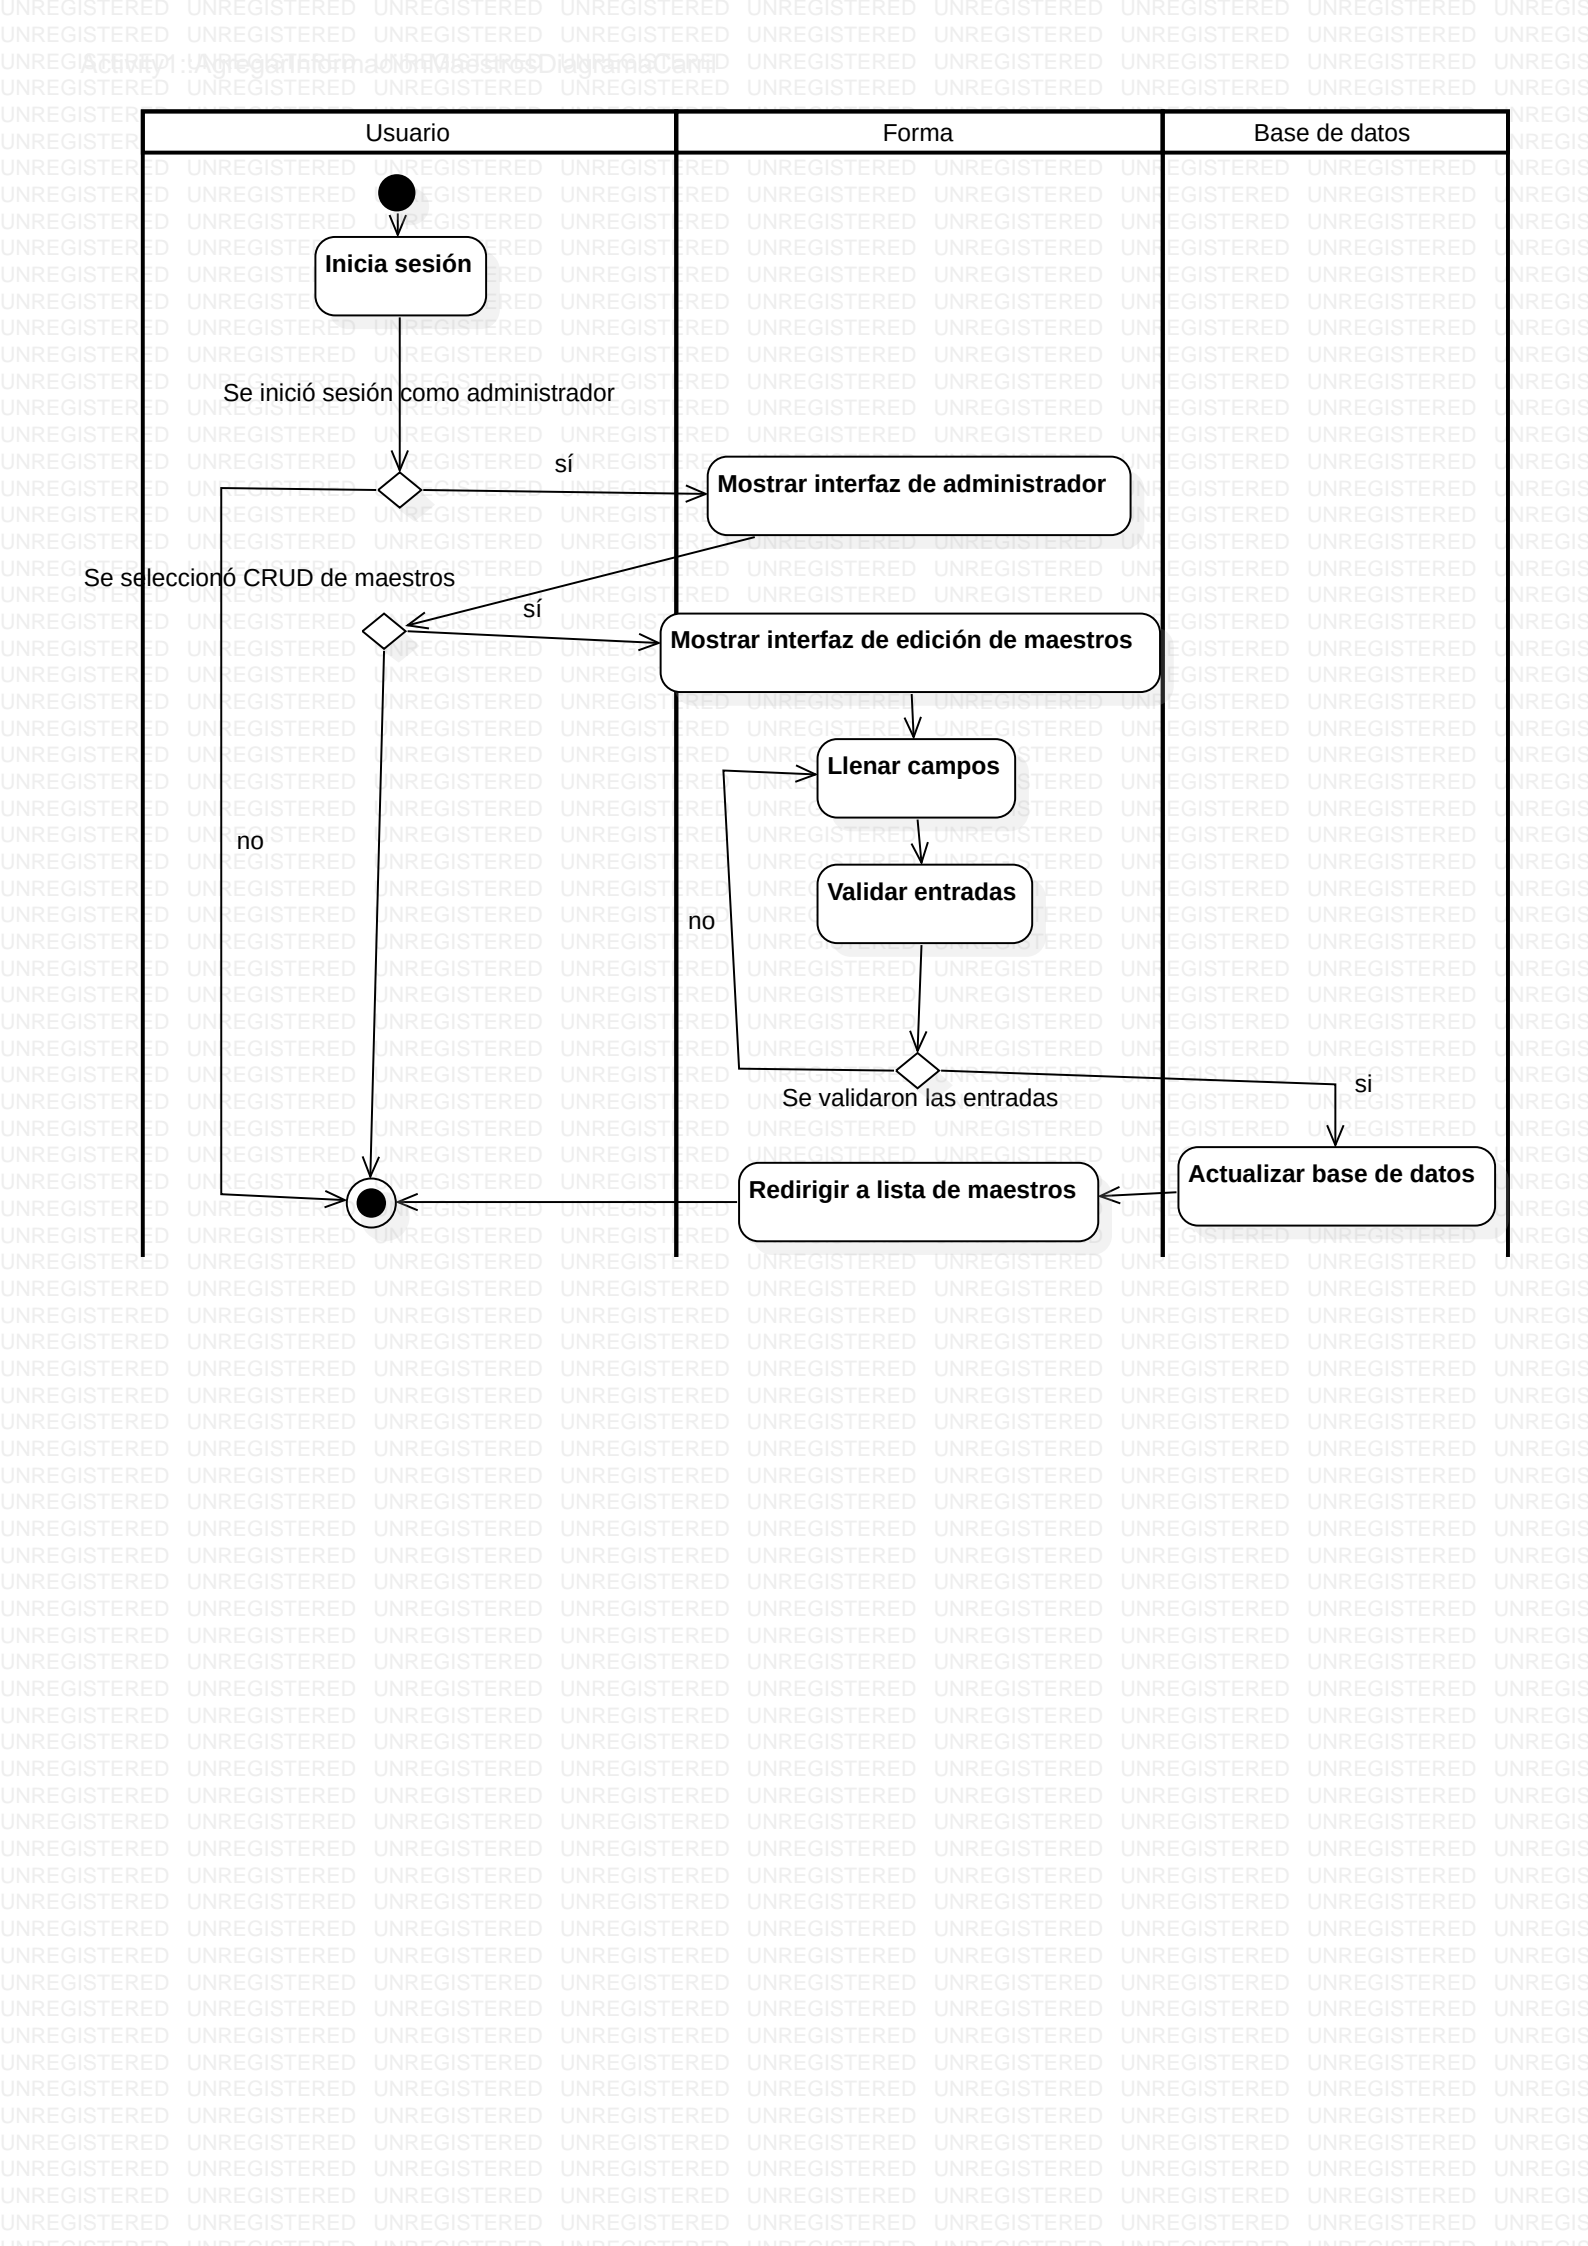 Activity1::AgregarInformaciónMaestrosDiagramaCarril
Usuario
Forma
Base de datos
Inicia sesión
Se inició sesión como administrador
sí
Mostrar interfaz de administrador
Se seleccionó CRUD de maestros
sí
Mostrar interfaz de edición de maestros
Llenar campos
no
Validar entradas
no
si
Se validaron las entradas
Actualizar base de datos
Redirigir a lista de maestros
UNREGISTERED